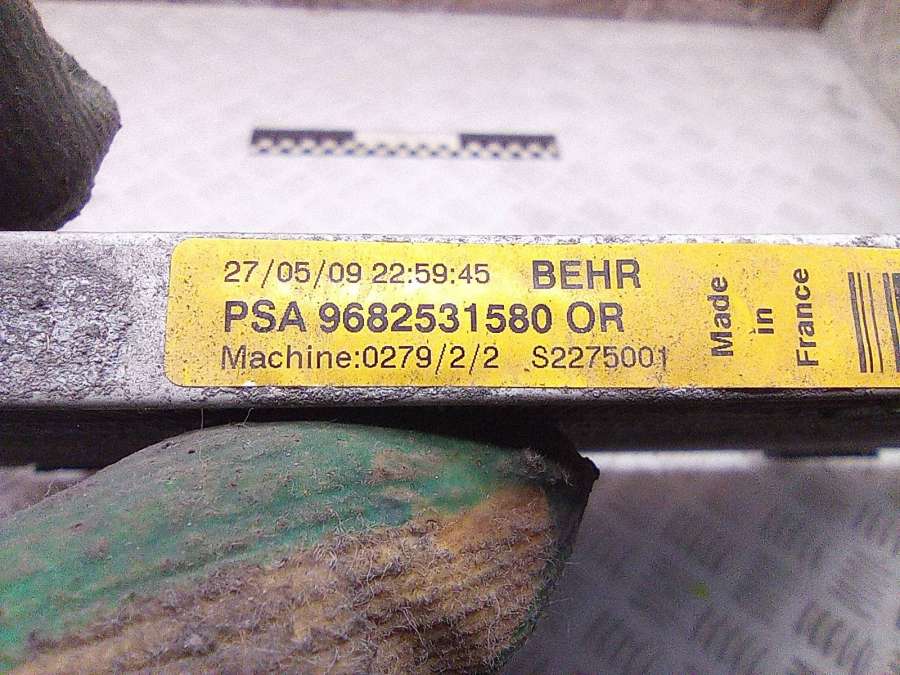 27/05/09 22:59:45 BEHR
PSA 9682531580 OR
Machine:0279/2/2 S2275001
Made
in
France